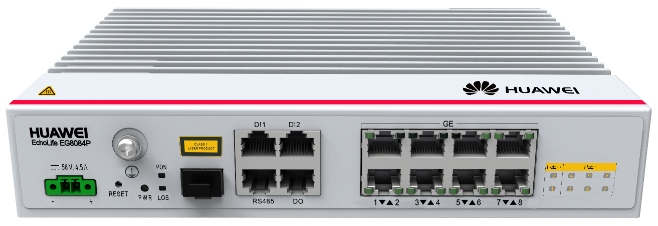 HUAWEI
HUAWEI
EchoLife EG8084P
56V, 4.5A
- +
RESET
PWR
PON
LOS
CLASS 1
LASER PRODUCT
DI1 DI2
RS485 DO
GE
1▼▲2 3▼▲4 5▼▲6 7▼▲8